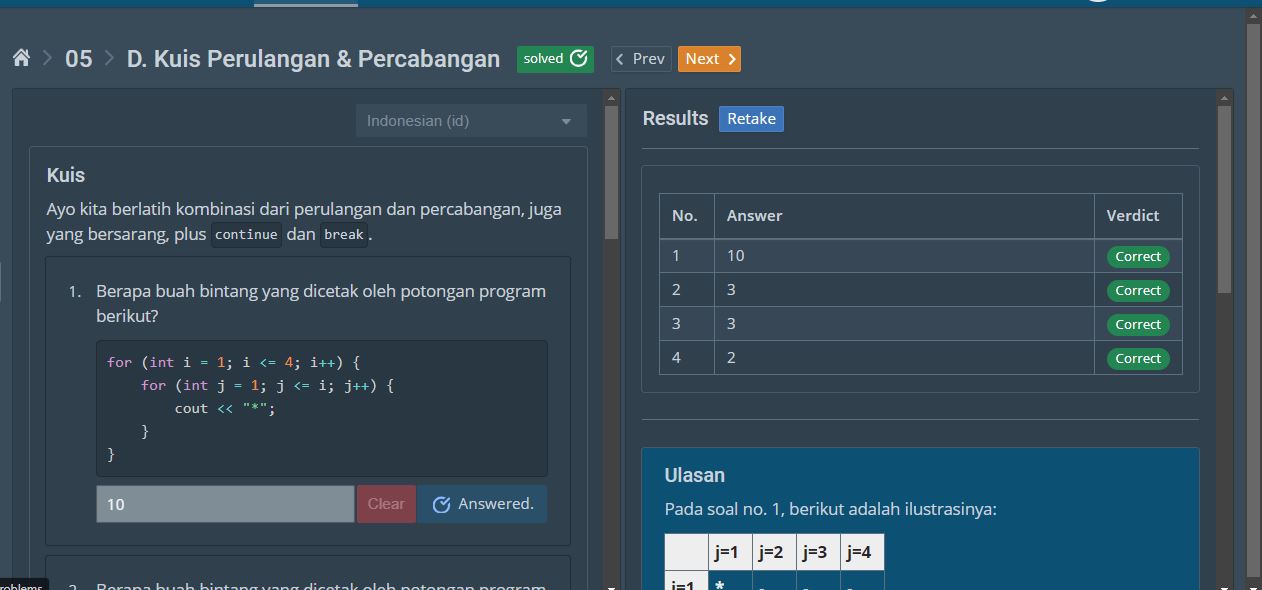 05
D. Kuis Perulangan & Percabangan
solved
Prev
Next
Indonesian (id)
Kuis
Ayo kita berlatih kombinasi dari perulangan dan percabangan, juga
yang bersarang, plus continue dan break.
1. Berapa buah bintang yang dicetak oleh potongan program
berikut?
for (int i = 1; i <= 4; i++) {
for (int j = 1; j <= i; j++) {
cout << "*";
}
}
10
Clear
Answered.
2. Berapa buah bintang yang dicetak oleh potongan program
roblems
Results
Retake
No. Answer Verdict
1 10 Correct
2 3 Correct
3 3 Correct
4 2 Correct
Ulasan
Pada soal no. 1, berikut adalah ilustrasinya:
j=1 j=2 j=3 j=4
i=1 * - - -